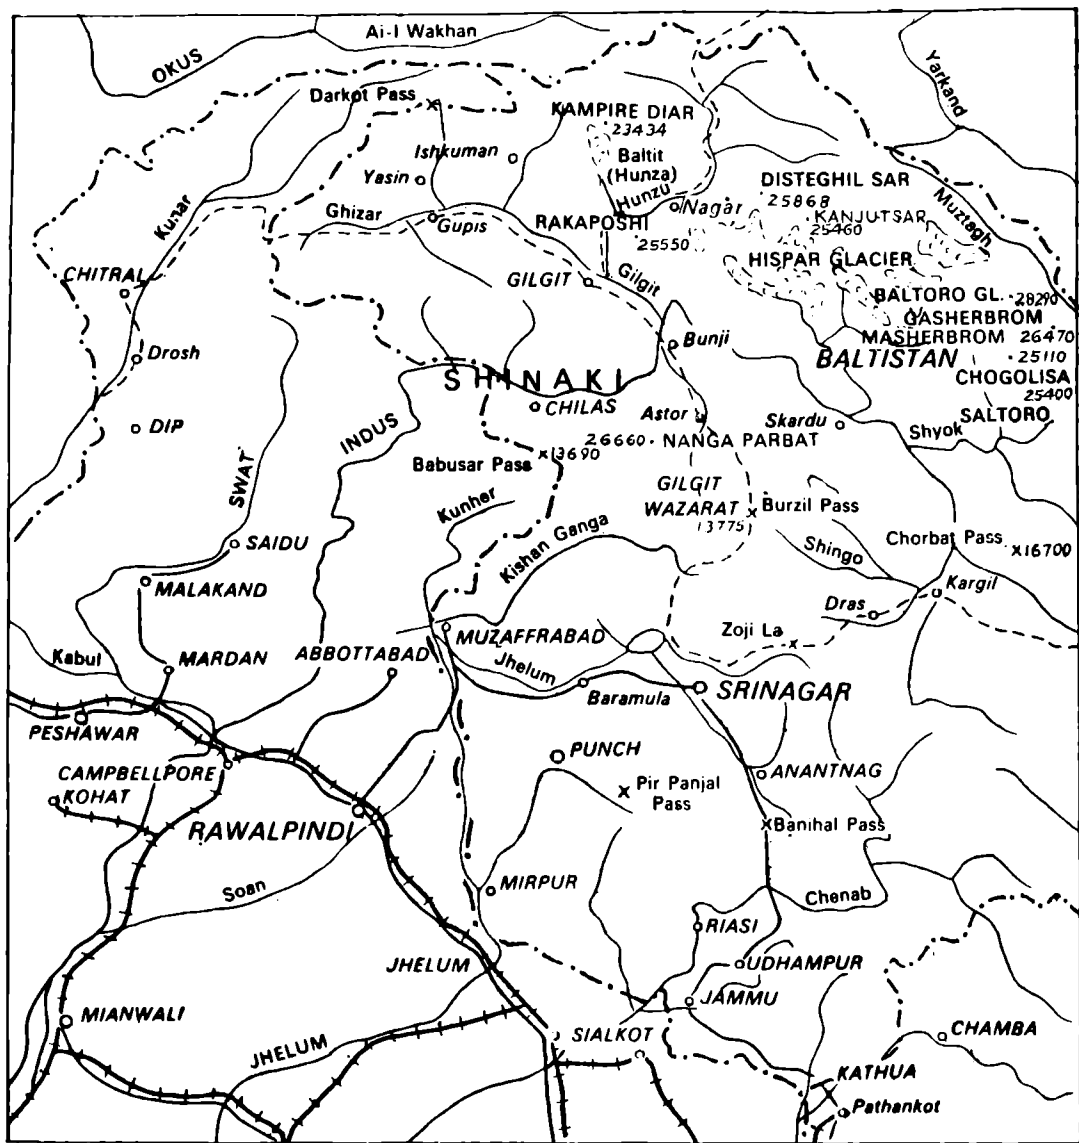 Ai-I Wakhan
OKUS
Yarkand
Darkot Pass
KAMPIRE DIAR
23434
Ishkuman
Baltit
(Hunza)
Yasin
DISTEGHIL SAR
25868
Hunzu
Nagar
Muztagh
Kunar
Ghizar
Gupis
RAKAPOSHI
KANJUTSAR
25460
25550
HISPAR GLACIER
CHITRAL
GILGIT
Gilgit
BALTORO GL.
28290
GASHERBROM
MASHERBROM 26470
Drosh
Bunji
BALTISTAN
25110
SHINAKI
CHOGOLISA
25400
CHILAS
Astor
Skardu
SALTORO
Shyok
DIP
INDUS
26660
NANGA PARBAT
Babusar Pass
13690
SWAT
GILGIT
WAZARAT
13775
Burzil Pass
Kunher
Kishan Ganga
Shingo
Chorbat Pass
16700
SAIDU
MALAKAND
Kargil
Dras
Zoji La
MUZAFFRABAD
Kabul
MARDAN
ABBOTTABAD
Jhelum
Baramula
SRINAGAR
PESHAWAR
PUNCH
CAMPBELLPORE
ANANTNAG
KOHAT
Pir Panjal
Pass
RAWALPINDI
Banihal Pass
Soan
MIRPUR
Chenab
RIASI
JHELUM
UDHAMPUR
JAMMU
MIANWALI
SIALKOT
CHAMBA
JHELUM
KATHUA
Pathankot